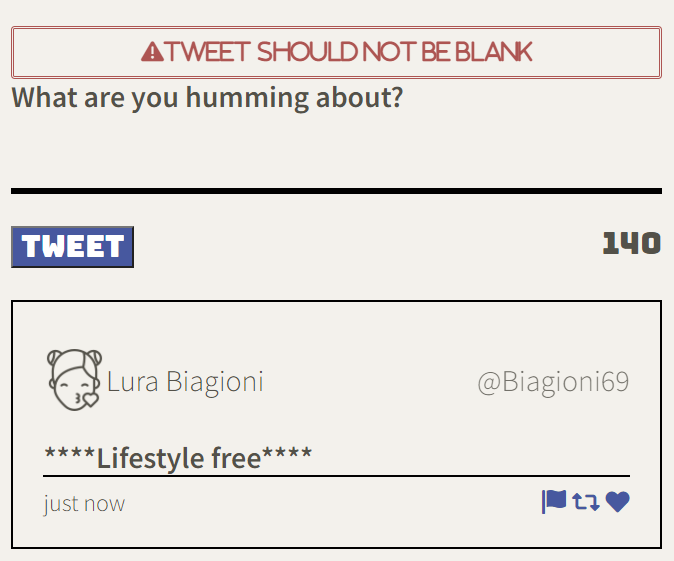 TWEET SHOULD NOT BE BLANK
What are you humming about?
TWEET
140
Lura Biagioni
@Biagioni69
****Lifestyle free****
just now